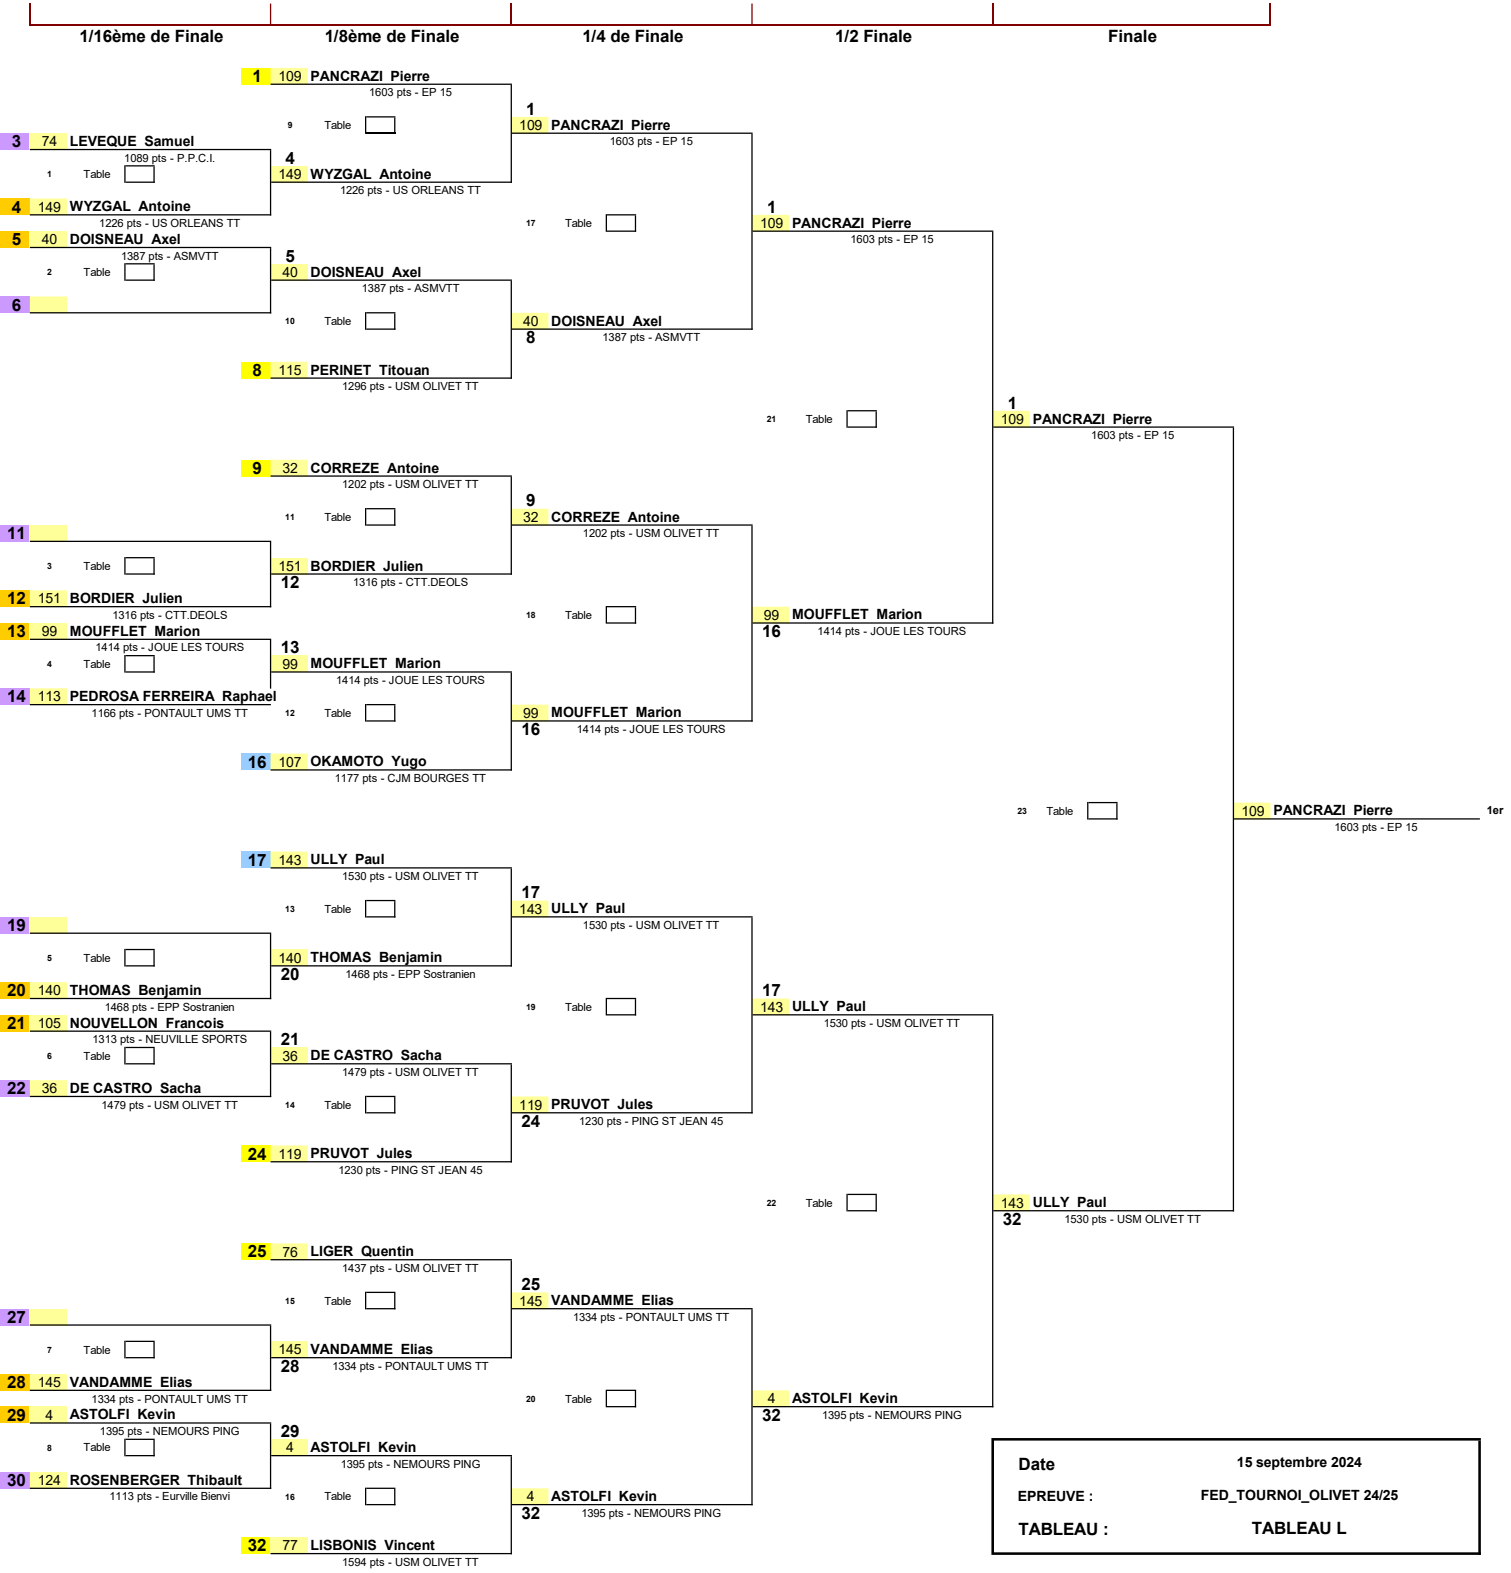 1/16ème de Finale 1/8ème de Finale 1/4 de Finale 1/2 Finale Finale
1 109 PANCRAZI Pierre
1603 pts - EP 15
9 Table
1
109 PANCRAZI Pierre
1603 pts - EP 15
3 74 LEVEQUE Samuel
1089 pts - P.P.C.I.
1 Table
4
149 WYZGAL Antoine
1226 pts - US ORLEANS TT
4 149 WYZGAL Antoine
1226 pts - US ORLEANS TT
17 Table
1
109 PANCRAZI Pierre
1603 pts - EP 15
5 40 DOISNEAU Axel
1387 pts - ASMVTT
2 Table
5
40 DOISNEAU Axel
1387 pts - ASMVTT
6
10 Table
40 DOISNEAU Axel
8 1387 pts - ASMVTT
8 115 PERINET Titouan
1296 pts - USM OLIVET TT
21 Table
1
109 PANCRAZI Pierre
1603 pts - EP 15
9 32 CORREZE Antoine
1202 pts - USM OLIVET TT
11 Table
9
32 CORREZE Antoine
1202 pts - USM OLIVET TT
11
3 Table
151 BORDIER Julien
12 1316 pts - CTT.DEOLS
12 151 BORDIER Julien
1316 pts - CTT.DEOLS
18 Table
99 MOUFFLET Marion
16 1414 pts - JOUE LES TOURS
13 99 MOUFFLET Marion
1414 pts - JOUE LES TOURS
4 Table
13
99 MOUFFLET Marion
1414 pts - JOUE LES TOURS
14 113 PEDROSA FERREIRA Raphael
1166 pts - PONTAULT UMS TT
12 Table
99 MOUFFLET Marion
16 1414 pts - JOUE LES TOURS
16 107 OKAMOTO Yugo
1177 pts - CJM BOURGES TT
23 Table
109 PANCRAZI Pierre 1er
1603 pts - EP 15
17 143 ULLY Paul
1530 pts - USM OLIVET TT
13 Table
17
143 ULLY Paul
1530 pts - USM OLIVET TT
19
5 Table
140 THOMAS Benjamin
20 1468 pts - EPP Sostranien
20 140 THOMAS Benjamin
1468 pts - EPP Sostranien
19 Table
17
143 ULLY Paul
1530 pts - USM OLIVET TT
21 105 NOUVELLON Francois
1313 pts - NEUVILLE SPORTS
6 Table
21
36 DE CASTRO Sacha
1479 pts - USM OLIVET TT
22 36 DE CASTRO Sacha
1479 pts - USM OLIVET TT
14 Table
119 PRUVOT Jules
24 1230 pts - PING ST JEAN 45
24 119 PRUVOT Jules
1230 pts - PING ST JEAN 45
22 Table
143 ULLY Paul
32 1530 pts - USM OLIVET TT
25 76 LIGER Quentin
1437 pts - USM OLIVET TT
15 Table
25
145 VANDAMME Elias
1334 pts - PONTAULT UMS TT
27
7 Table
145 VANDAMME Elias
28 1334 pts - PONTAULT UMS TT
28 145 VANDAMME Elias
1334 pts - PONTAULT UMS TT
20 Table
4 ASTOLFI Kevin
32 1395 pts - NEMOURS PING
29 4 ASTOLFI Kevin
1395 pts - NEMOURS PING
8 Table
29
4 ASTOLFI Kevin
1395 pts - NEMOURS PING
30 124 ROSENBERGER Thibault
1113 pts - Eurville Bienvi
16 Table
4 ASTOLFI Kevin
32 1395 pts - NEMOURS PING
32 77 LISBONIS Vincent
1594 pts - USM OLIVET TT
Date 15 septembre 2024
EPREUVE : FED_TOURNOI_OLIVET 24/25
TABLEAU : TABLEAU L